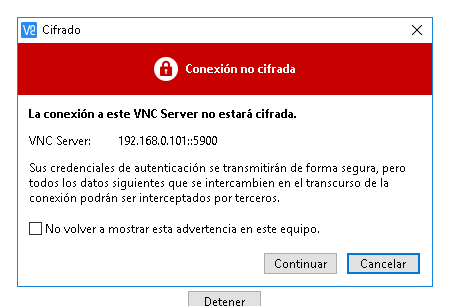 Cifrado
Conexión no cifrada
La conexión a este VNC Server no estará cifrada.
VNC Server: 192.168.0.101::5900
Sus credenciales de autenticación se transmitirán de forma segura, pero
todos los datos siguientes que se intercambien en el transcurso de la
conexión podrán ser interceptados por terceros.
No volver a mostrar esta advertencia en este equipo.
Continuar Cancelar
Detener